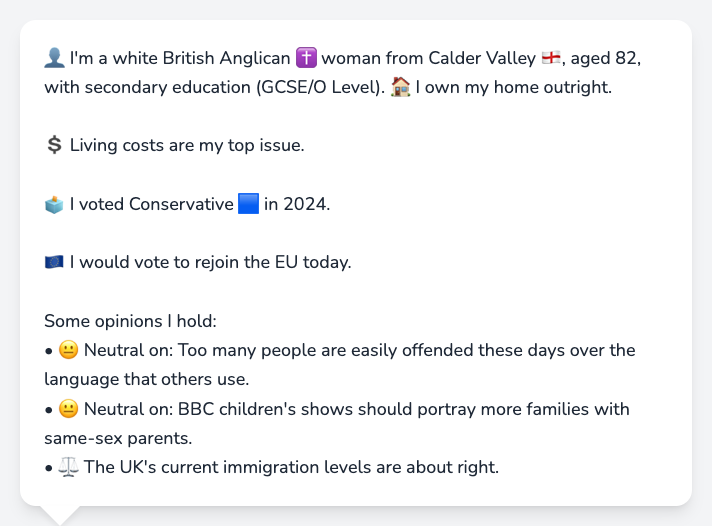 👤 I'm a white British Anglican ✝️ woman from Calder Valley 🏴󠁧󠁢󠁥󠁮󠁧󠁿, aged 82,
with secondary education (GCSE/O Level). 🏠 I own my home outright.
💲 Living costs are my top issue.
🗳️ I voted Conservative 🟦 in 2024.
🇪🇺 I would vote to rejoin the EU today.
Some opinions I hold:
• 😐 Neutral on: Too many people are easily offended these days over the
language that others use.
• 😐 Neutral on: BBC children's shows should portray more families with
same-sex parents.
• ⚖️ The UK's current immigration levels are about right.